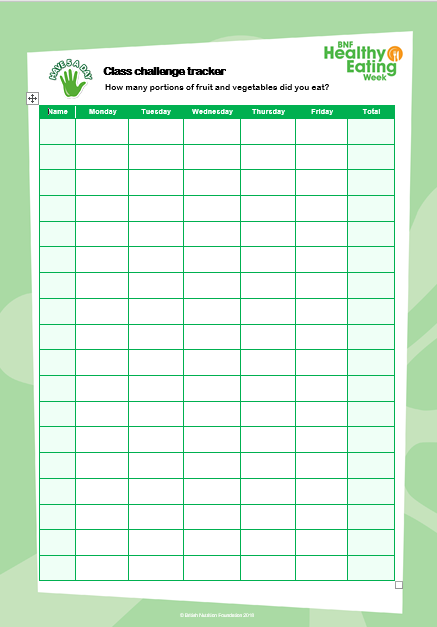 HAVE 5 A DAY
BNF
Healthy
Eating
Week
Class challenge tracker
How many portions of fruit and vegetables did you eat?
Name Monday Tuesday Wednesday Thursday Friday Total
© British Nutrition Foundation 2019